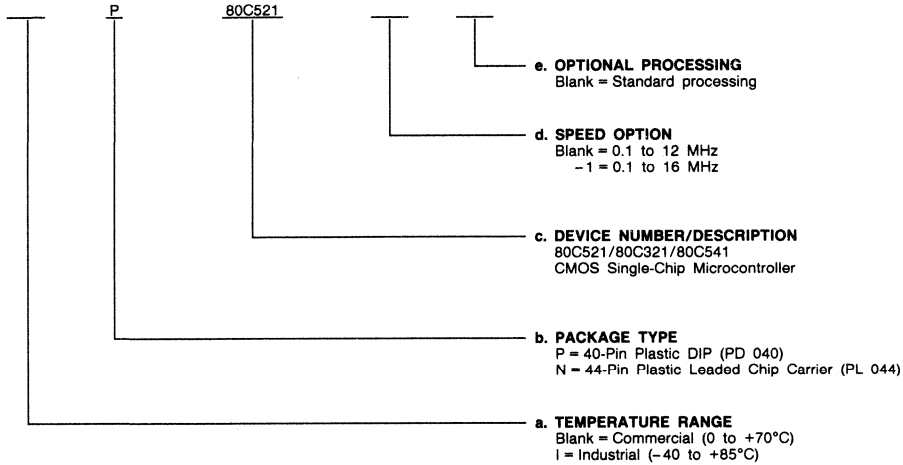 P 80C521
e. OPTIONAL PROCESSING
Blank = Standard processing
d. SPEED OPTION
Blank = 0.1 to 12 MHz
−1 = 0.1 to 16 MHz
c. DEVICE NUMBER/DESCRIPTION
80C521/80C321/80C541
CMOS Single-Chip Microcontroller
b. PACKAGE TYPE
P = 40-Pin Plastic DIP (PD 040)
N = 44-Pin Plastic Leaded Chip Carrier (PL 044)
a. TEMPERATURE RANGE
Blank = Commercial (0 to +70°C)
I = Industrial (−40 to +85°C)